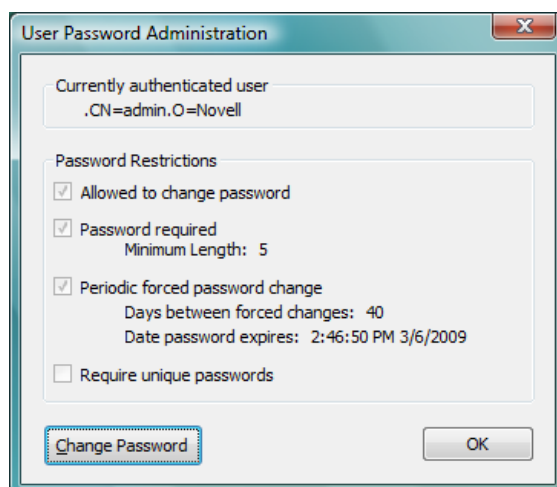 User Password Administration
Currently authenticated user
.CN=admin.O=Novell
Password Restrictions
Allowed to change password
Password required
Minimum Length: 5
Periodic forced password change
Days between forced changes: 40
Date password expires: 2:46:50 PM 3/6/2009
Require unique passwords
Change Password
OK